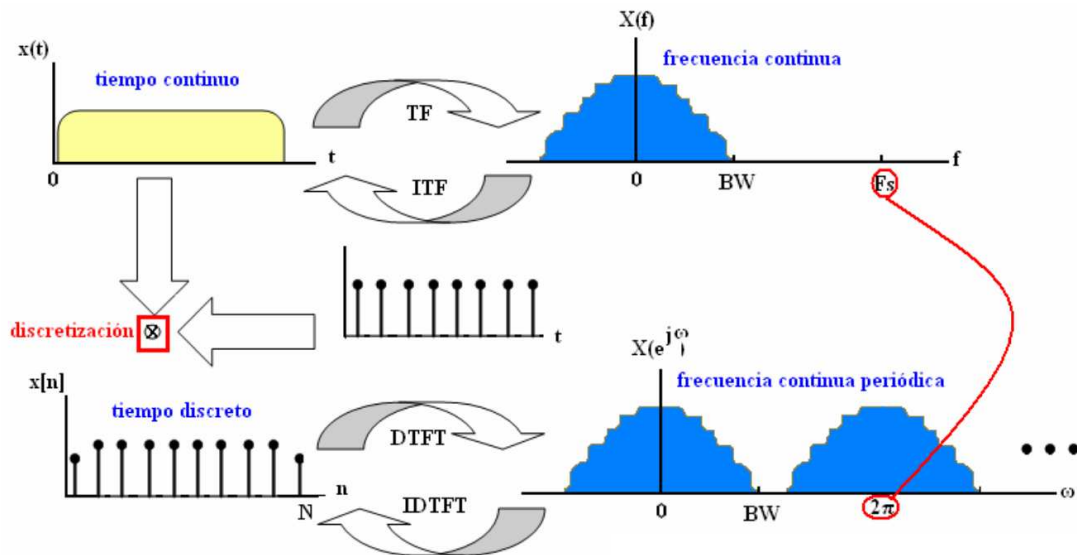 X(f)
x(t)
tiempo continuo
frecuencia continua
TF
ITF
0
t
0
BW
Fs
f
discretización
t
x[n]
tiempo discreto
X(e^jω)
frecuencia continua periódica
DTFT
IDTFT
n
N
0
BW
2π
ω